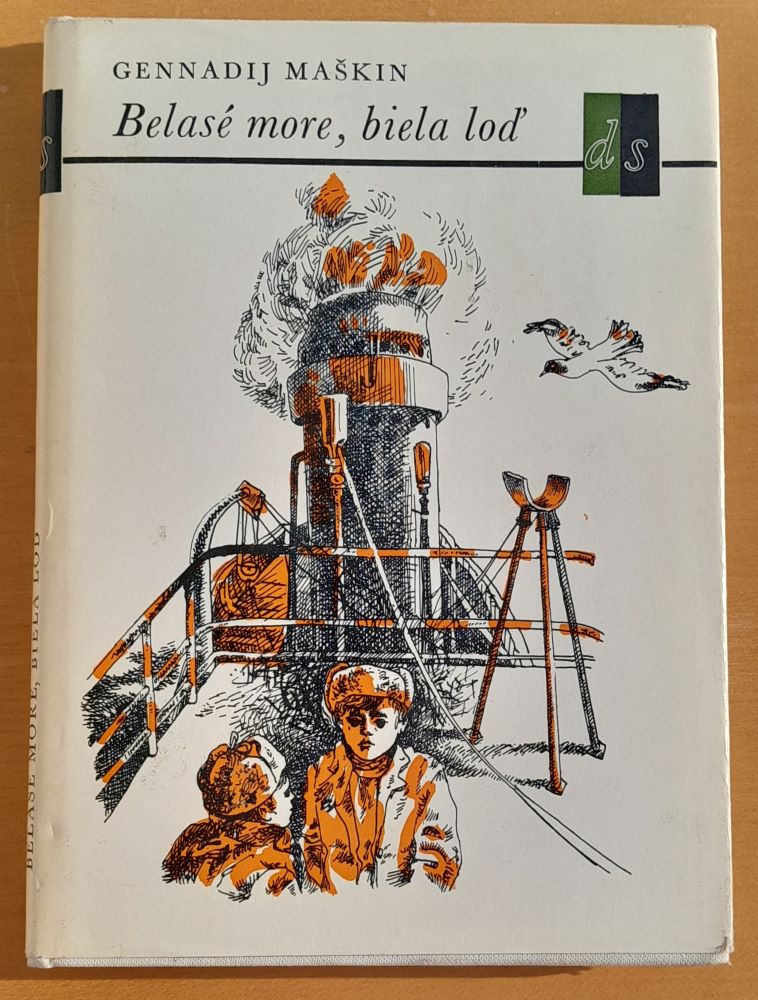 GENNADIJ MAŠKIN
Belasé more, biela loď
ds
s
BELASÉ MORE, BIELA LOĎ